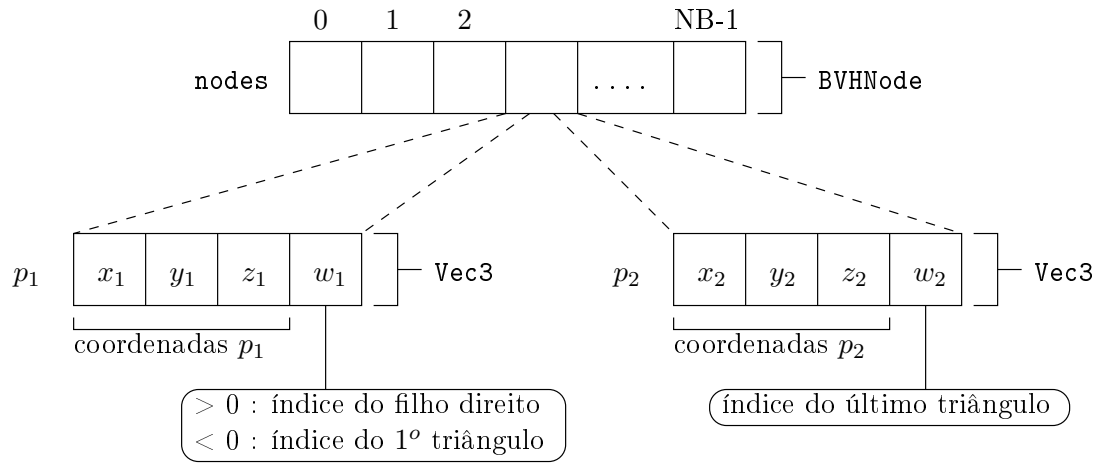 0 1 2 NB-1
nodes .... BVHNode
p₁ x₁ y₁ z₁ w₁ Vec3
p₂ x₂ y₂ z₂ w₂ Vec3
coordenadas p₁
coordenadas p₂
> 0 : índice do filho direito
< 0 : índice do 1º triângulo
índice do último triângulo